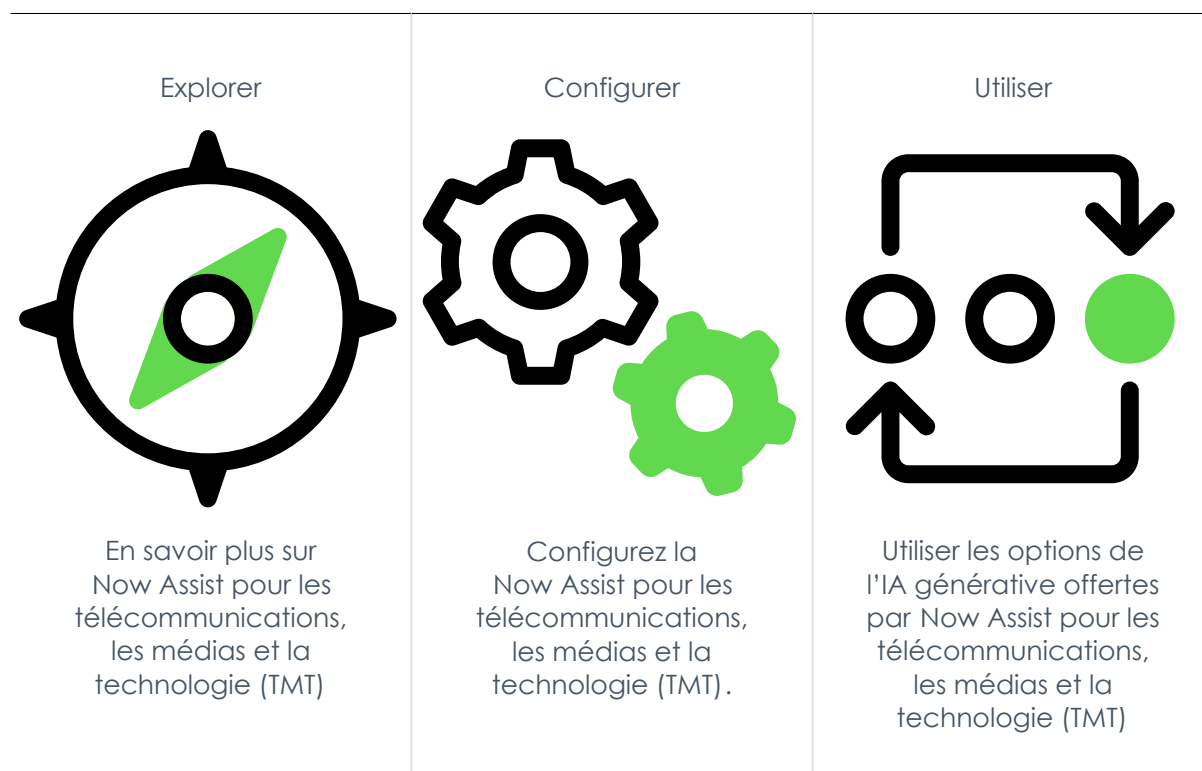 Explorer
En savoir plus sur
Now Assist pour les
télécommunications,
les médias et la
technologie (TMT)
Configurer
Configurez la
Now Assist pour les
télécommunications,
les médias et la
technologie (TMT).
Utiliser
Utiliser les options de
l’IA générative offertes
par Now Assist pour les
télécommunications,
les médias et la
technologie (TMT)